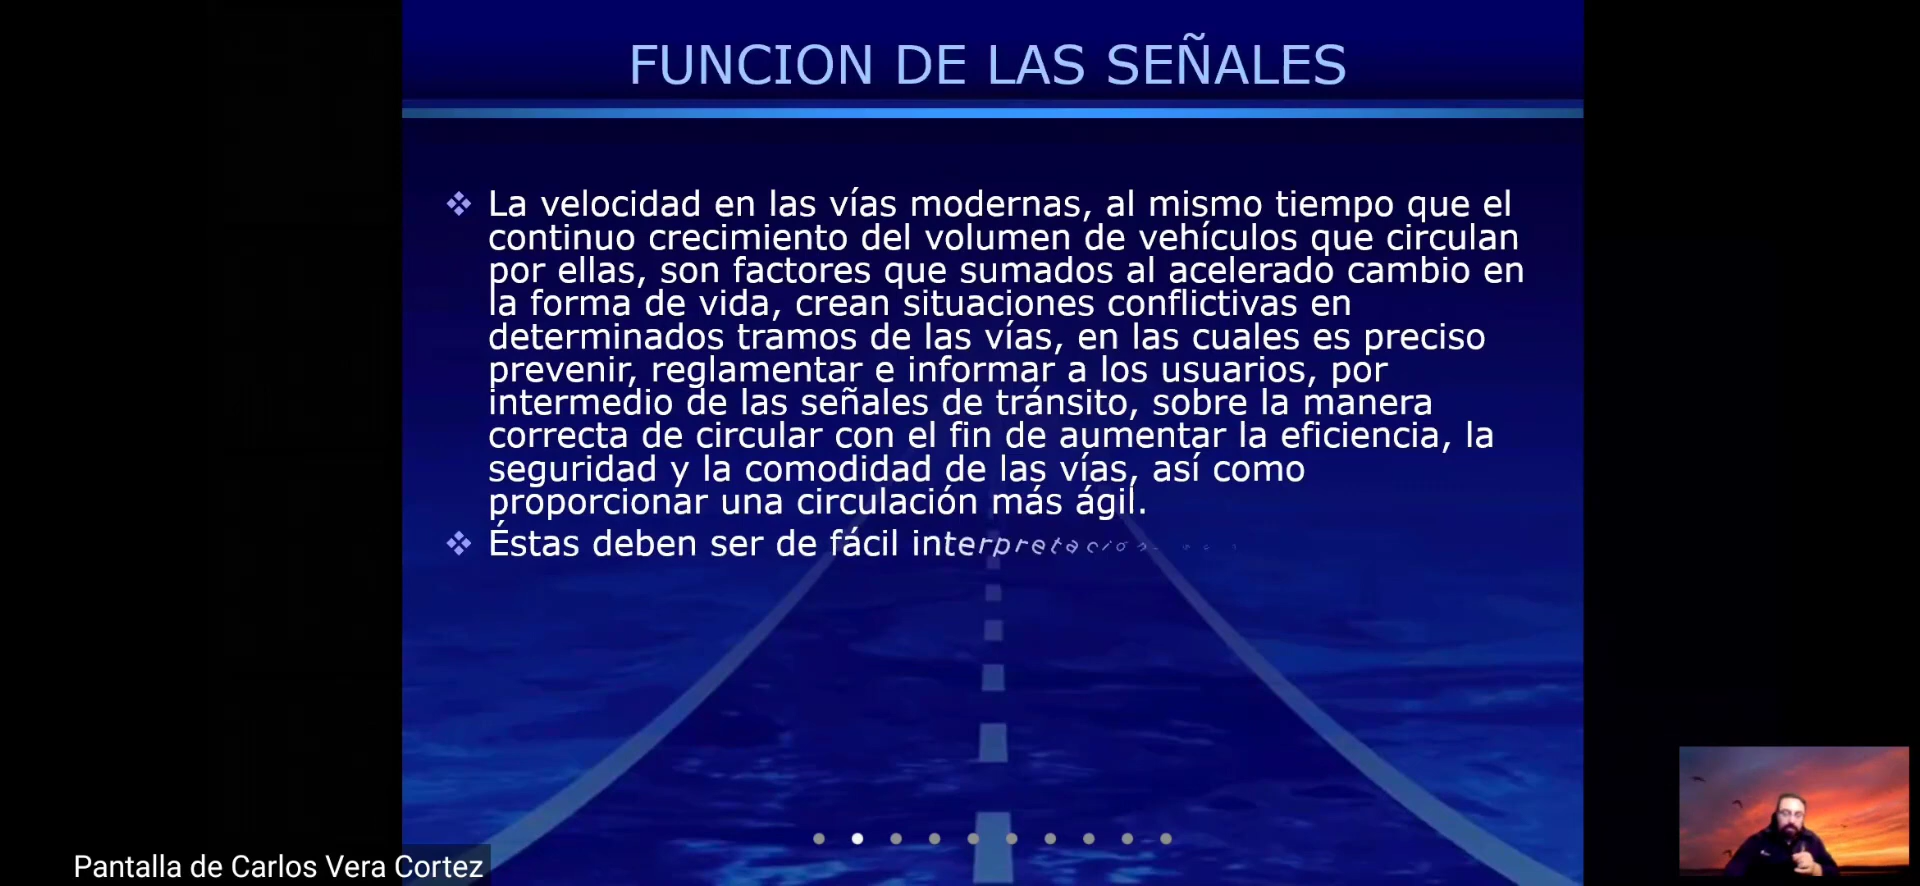 FUNCION DE LAS SEÑALES
La velocidad en las vías modernas, al mismo tiempo que el
continuo crecimiento del volumen de vehículos que circulan
por ellas, son factores que sumados al acelerado cambio en
la forma de vida, crean situaciones conflictivas en
determinados tramos de las vías, en las cuales es preciso
prevenir, reglamentar e informar a los usuarios, por
intermedio de las señales de tránsito, sobre la manera
correcta de circular con el fin de aumentar la eficiencia, la
seguridad y la comodidad de las vías, así como
proporcionar una circulación más ágil.
Éstas deben ser de fácil interpretación
Pantalla de Carlos Vera Cortez